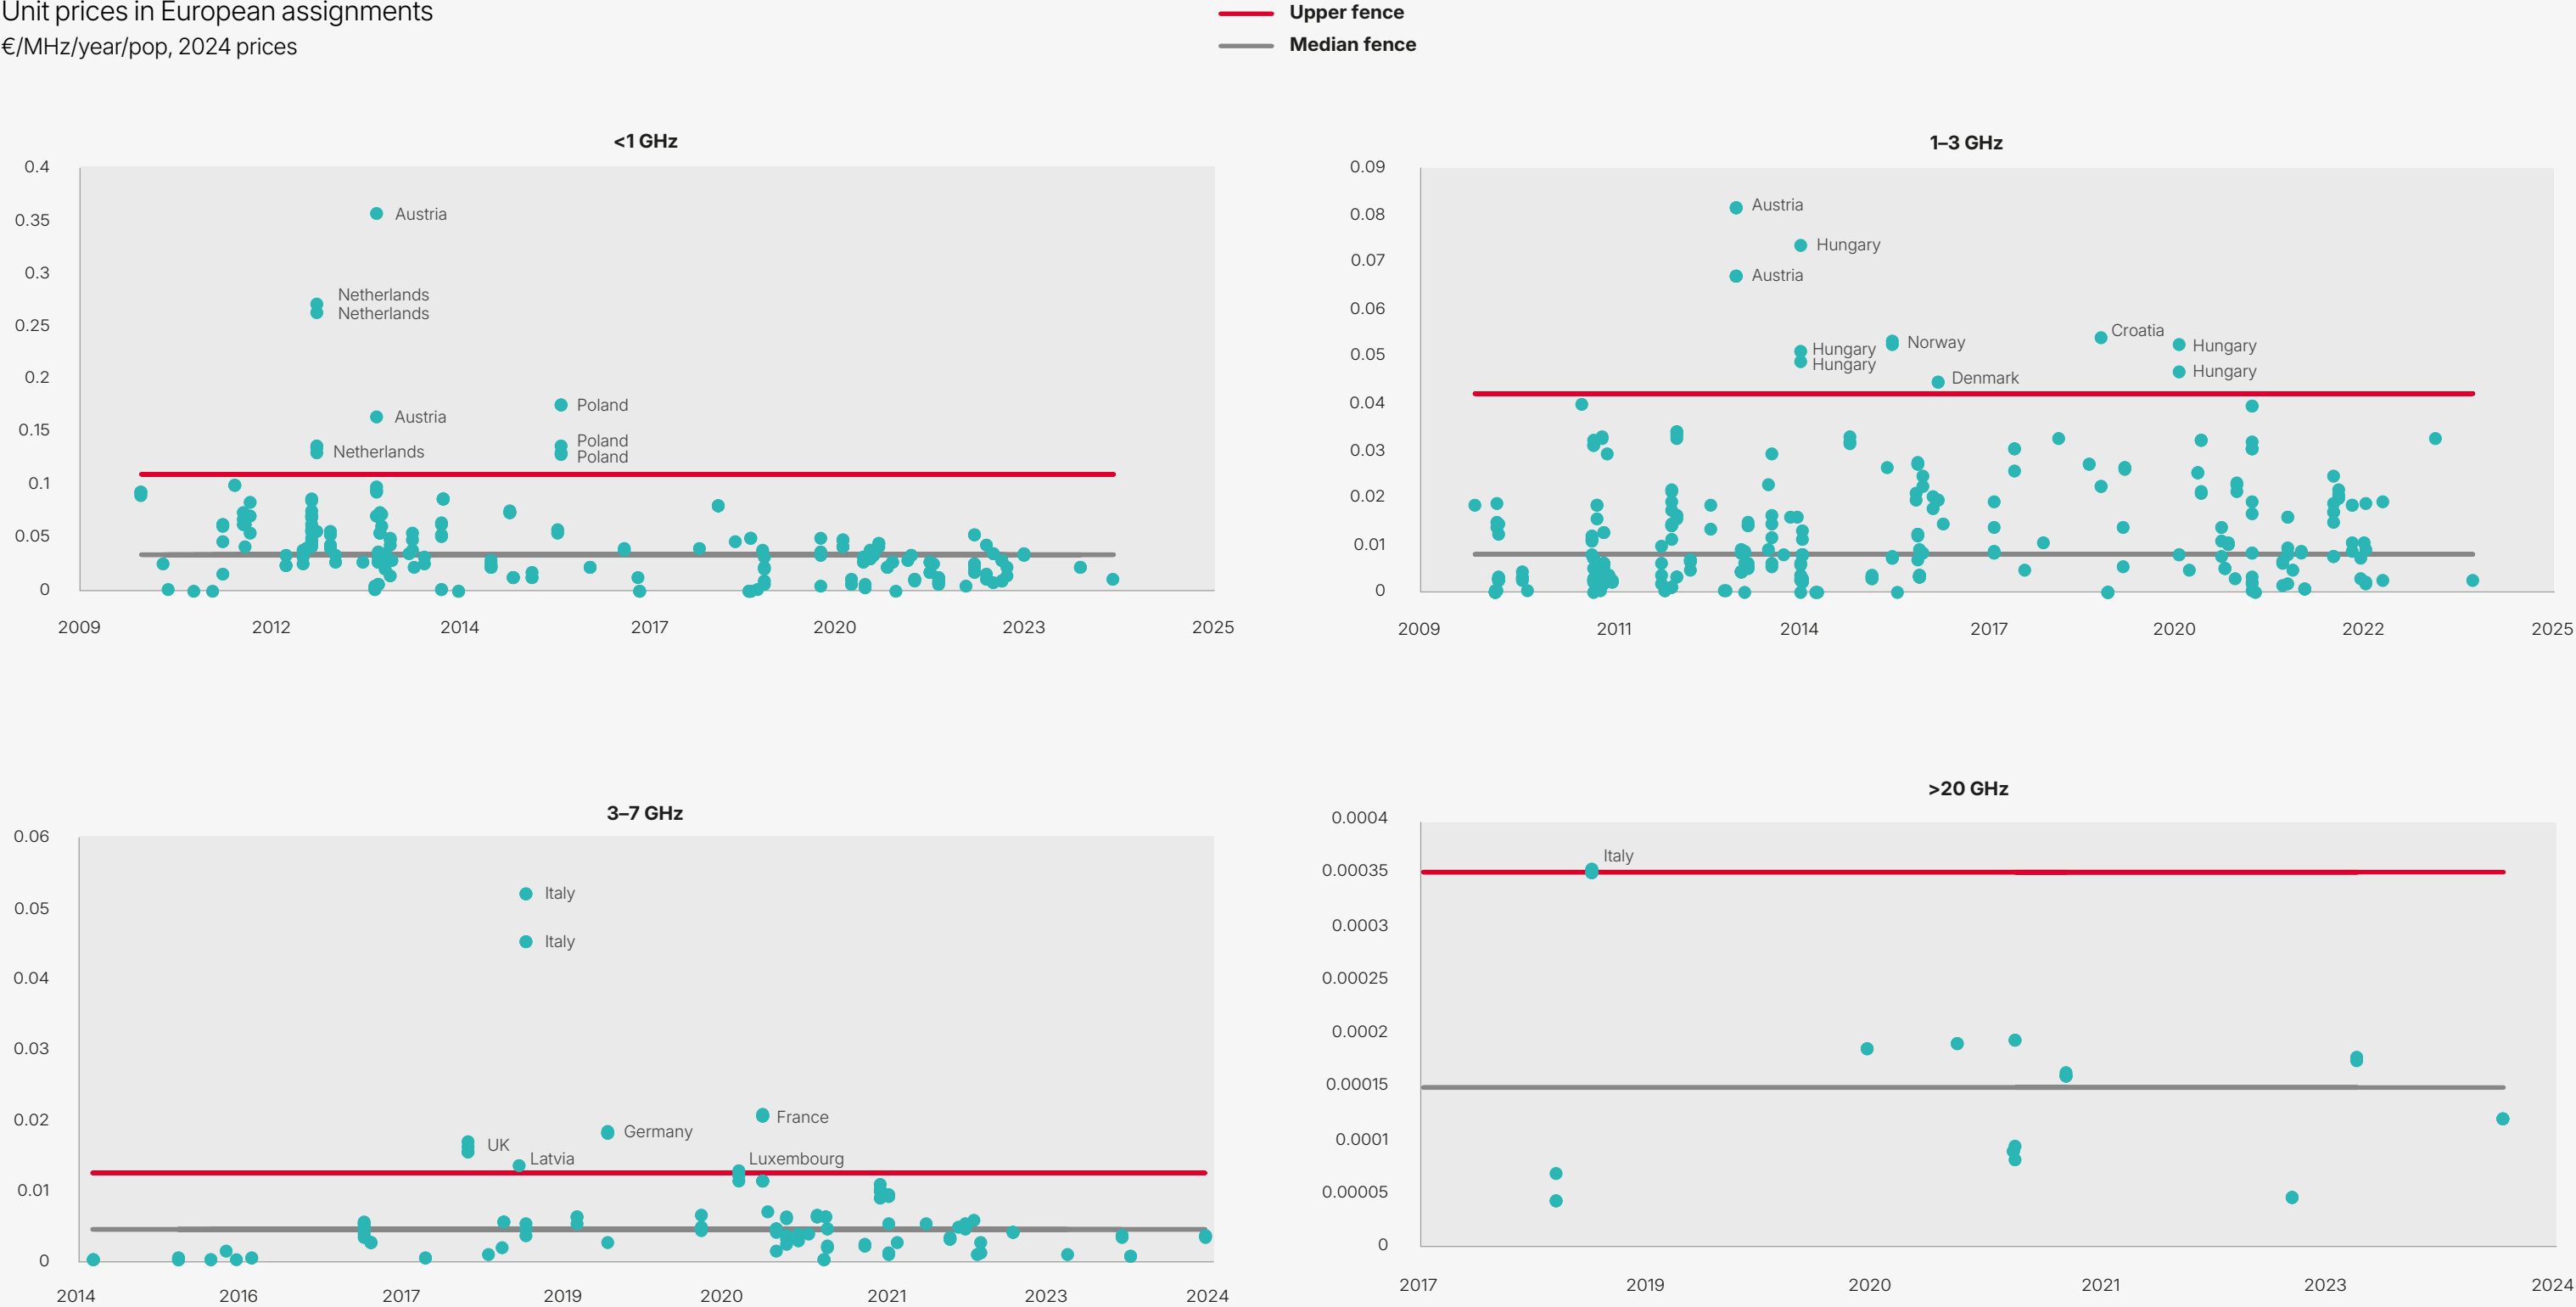 Unit prices in European assignments
€/MHz/year/pop, 2024 prices
Upper fence
Median fence
<1 GHz
0.4
0.35
0.3
0.25
0.2
0.15
0.1
0.05
0
Austria
Netherlands
Netherlands
Poland
Austria
Poland
Netherlands
Poland
2009 2012 2014 2017 2020 2023 2025
1–3 GHz
0.09
0.08
0.07
0.06
0.05
0.04
0.03
0.02
0.01
0
Austria
Hungary
Austria
Croatia
Norway
Hungary
Hungary
Hungary
Hungary
Denmark
2009 2011 2014 2017 2020 2022 2025
3–7 GHz
0.06
0.05
0.04
0.03
0.02
0.01
0
Italy
Italy
France
Germany
UK
Latvia
Luxembourg
2014 2016 2017 2019 2020 2021 2023 2024
>20 GHz
0.0004
0.00035
0.0003
0.00025
0.0002
0.00015
0.0001
0.00005
0
Italy
2017 2019 2020 2021 2023 2024